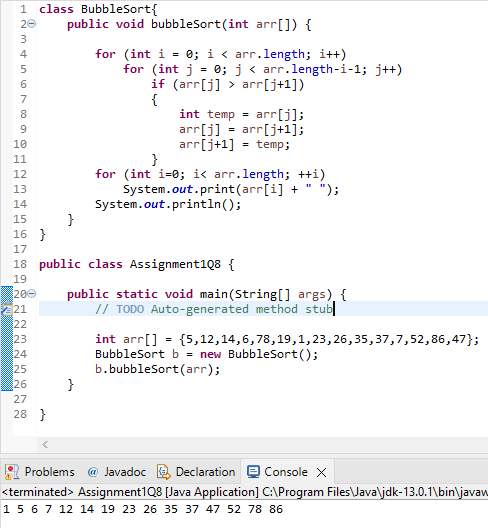 1 class BubbleSort{
2 public void bubbleSort(int arr[]) {
3
4 for (int i = 0; i < arr.length; i++)
5 for (int j = 0; j < arr.length-i-1; j++)
6 if (arr[j] > arr[j+1])
7 {
8 int temp = arr[j];
9 arr[j] = arr[j+1];
10 arr[j+1] = temp;
11 }
12 for (int i=0; i< arr.length; ++i)
13 System.out.print(arr[i] + " ");
14 System.out.println();
15 }
16 }
17
18 public class Assignment1Q8 {
19
20 public static void main(String[] args) {
21 // TODO Auto-generated method stub
22
23 int arr[] = {5,12,14,6,78,19,1,23,26,35,37,7,52,86,47};
24 BubbleSort b = new BubbleSort();
25 b.bubbleSort(arr);
26 }
27
28 }
Problems @ Javadoc Declaration Console
<terminated> Assignment1Q8 [Java Application] C:\Program Files\Java\jdk-13.0.1\bin\javaw
1 5 6 7 12 14 19 23 26 35 37 47 52 78 86